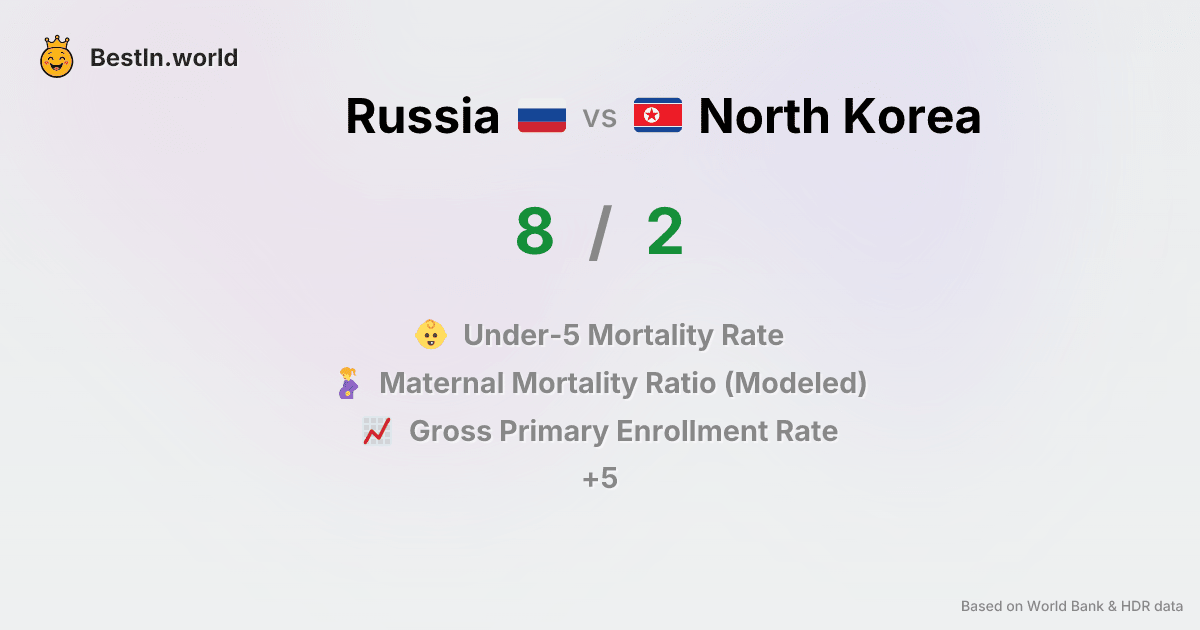 BestIn.world
Russia vs North Korea
8 / 2
Under-5 Mortality Rate
Maternal Mortality Ratio (Modeled)
Gross Primary Enrollment Rate
+5
Based on World Bank & HDR data